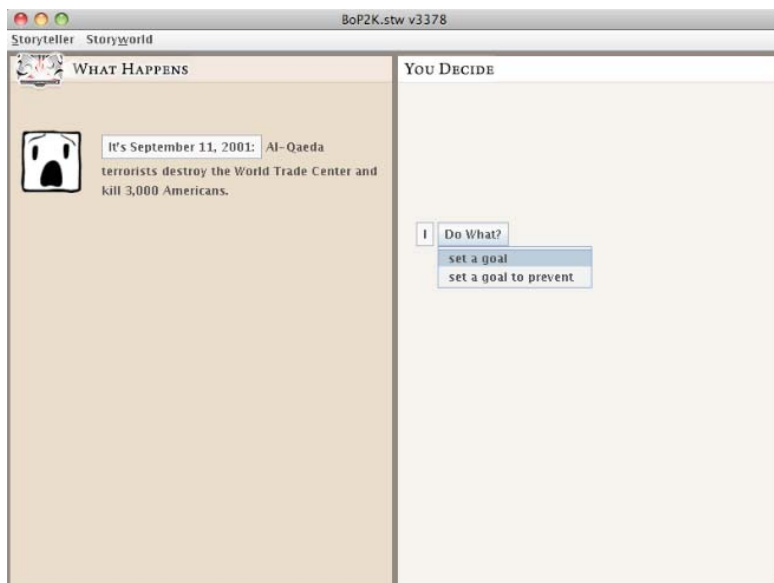 BoP2K.stw v3378
Storyteller Storyworld
What Happens
You Decide
It's September 11, 2001: Al-Qaeda
terrorists destroy the World Trade Center and
kill 3,000 Americans.
I Do What?
set a goal
set a goal to prevent